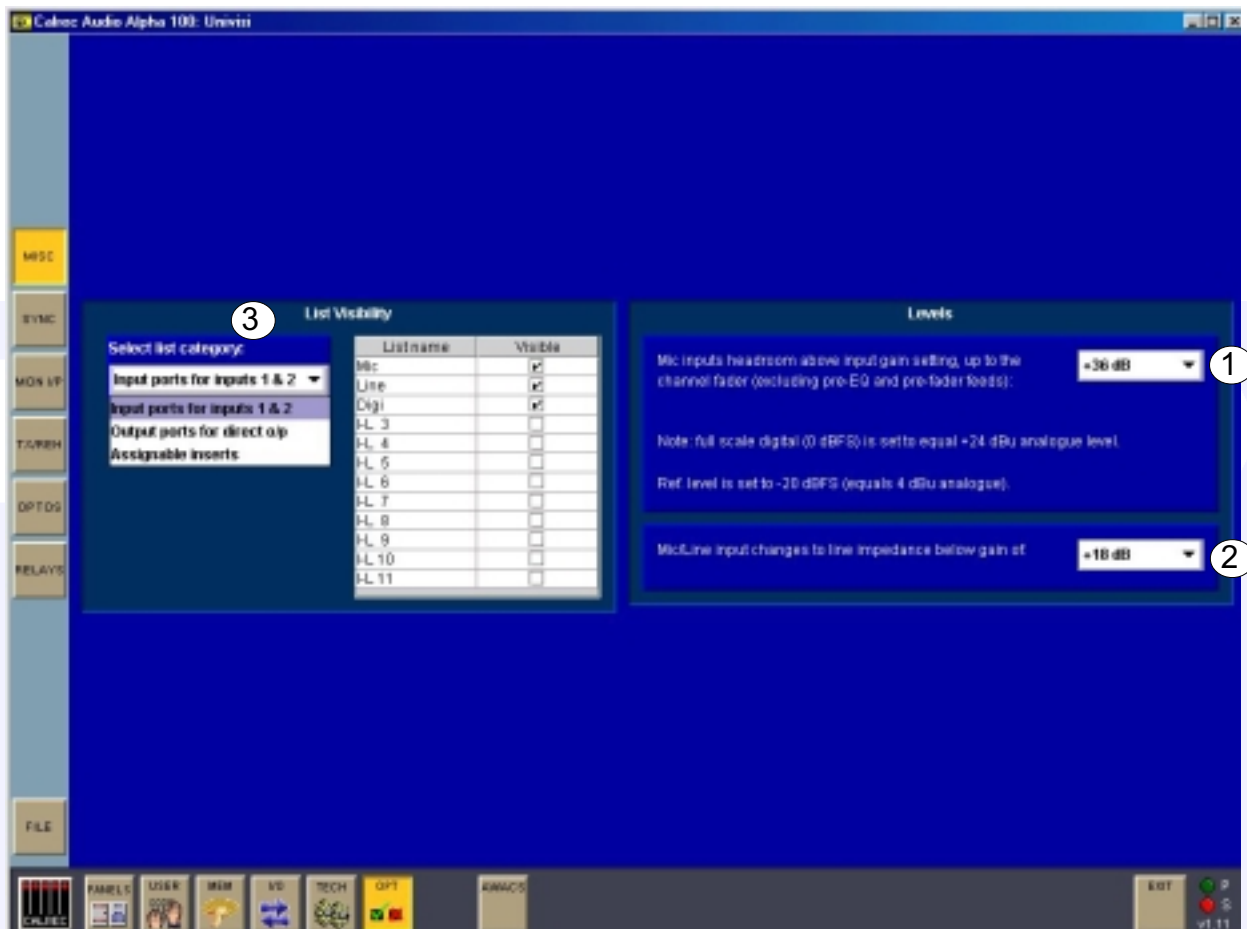 Calrec Audio Alpha 100: Univisi
MISC
SYNC
MON I/P
TX/REH
OPTOS
RELAYS
FILE
3
List Visibility
Select list category:
Input ports for inputs 1 & 2
Input ports for inputs 1 & 2
Output ports for direct o/p
Assignable inserts
Listname Visible
Mic
Line
Digi
I-L 3
I-L 4
I-L 5
I-L 6
I-L 7
I-L 8
I-L 9
I-L 10
I-L 11
Levels
Mic inputs headroom above input gain setting, up to the
channel fader (excluding pre-EQ and pre-fader feeds):
+36 dB
1
Note: full scale digital (0 dBFS) is set to equal +24 dBu analogue level.
Ref. level is set to -20 dBFS (equals 4 dBu analogue).
Mic/Line input changes to line impedance below gain of:
+18 dB
2
CALREC
PANELS
USER
MEM
I/O
TECH
OPT
AWACS
EXIT
P
S
v1.11